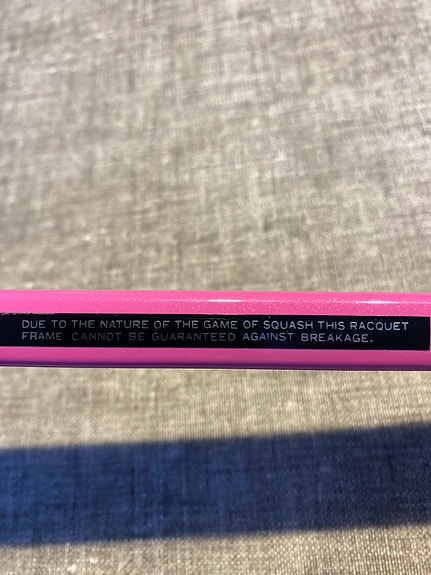 DUE TO THE NATURE OF THE GAME OF SQUASH THIS RACQUET
FRAME CANNOT BE GUARANTEED AGAINST BREAKAGE.